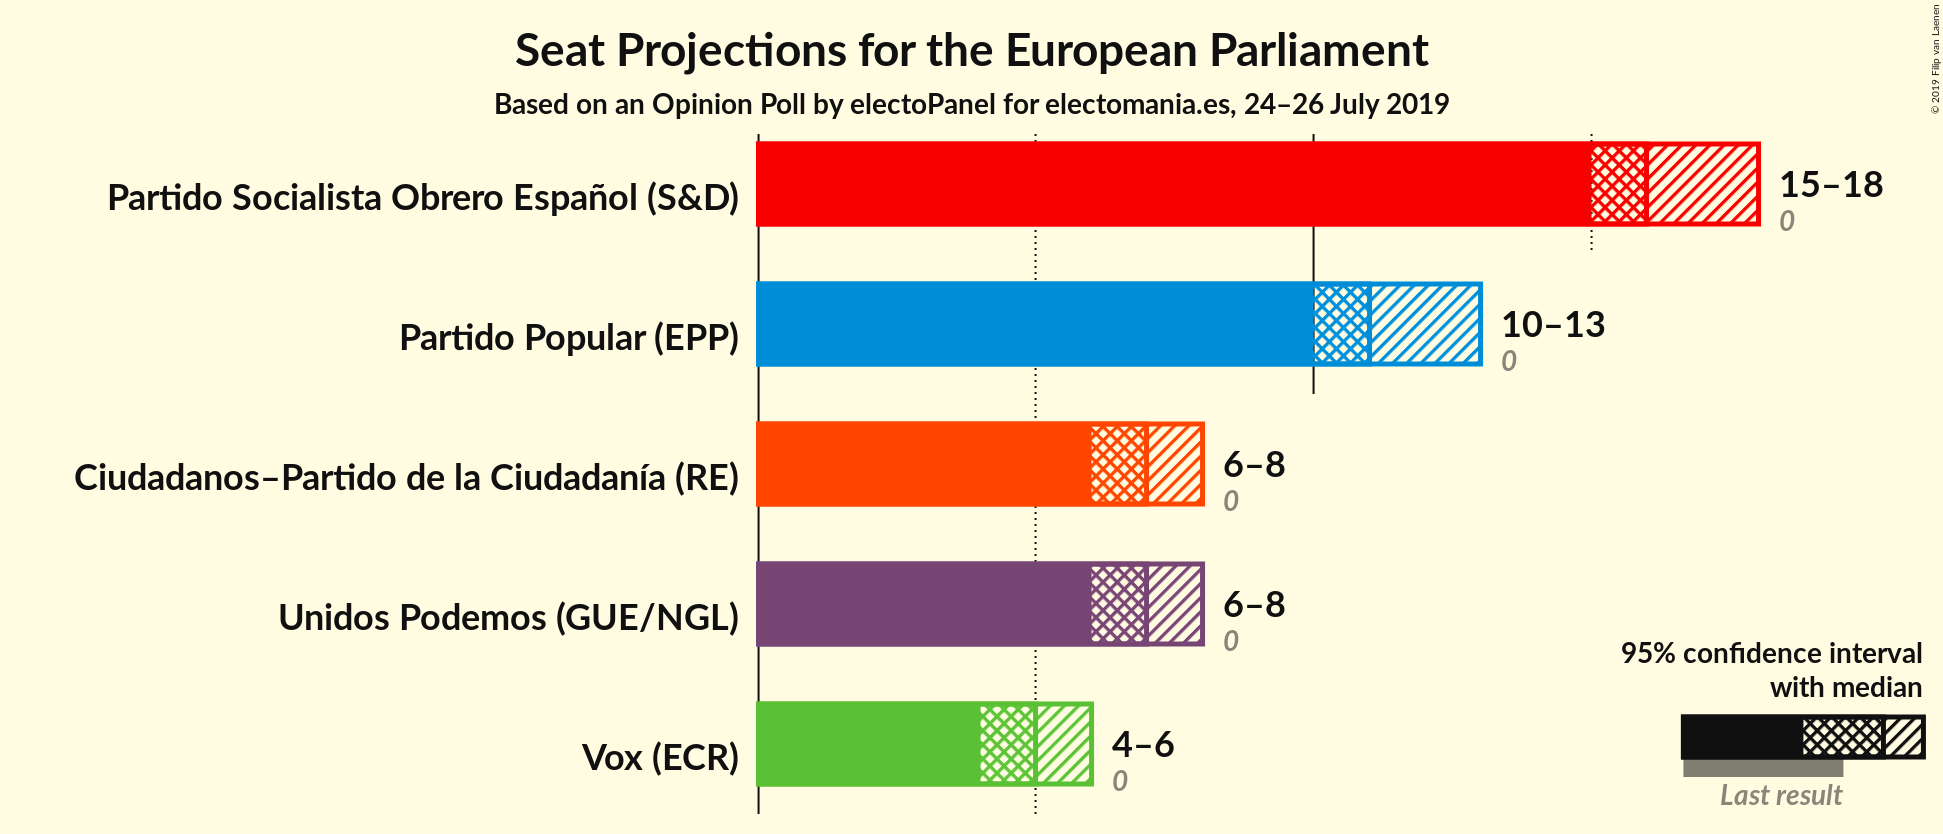 Seat Projections for the European Parliament
Based on an Opinion Poll by electoPanel for electomania.es, 24–26 July 2019
© 2019 Filip van Laenen
Partido Socialista Obrero Español (S&D)
15–18
0
Partido Popular (EPP)
10–13
0
Ciudadanos–Partido de la Ciudadanía (RE)
6–8
0
Unidos Podemos (GUE/NGL)
6–8
0
Vox (ECR)
4–6
0
95% confidence interval
with median
Last result